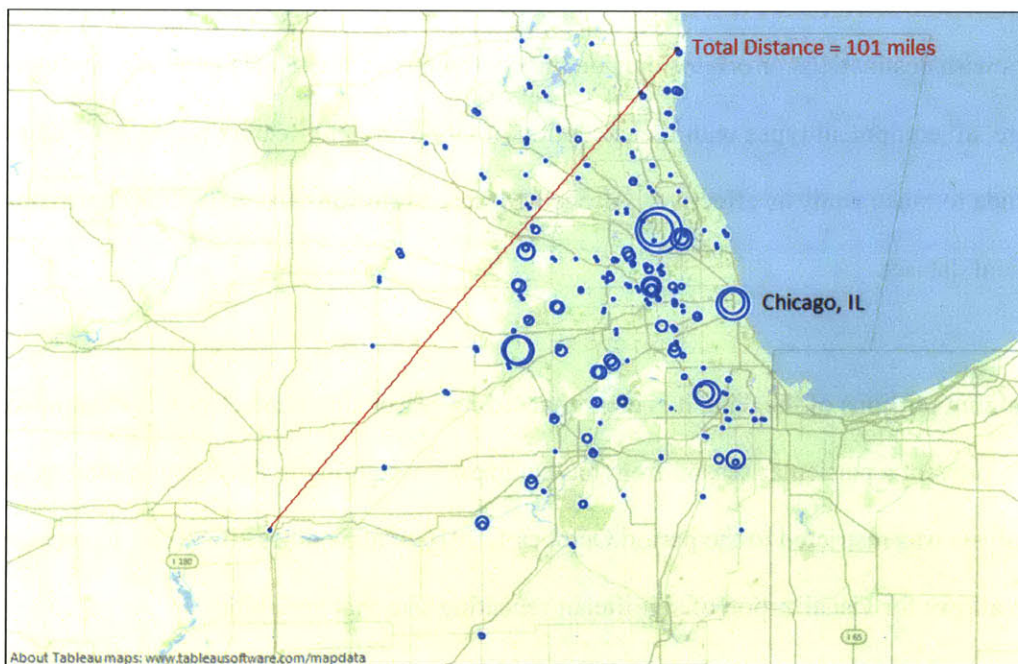 Total Distance = 101 miles
Chicago, IL
I 180
I 65
About Tableau maps: www.tableausoftware.com/mapdata